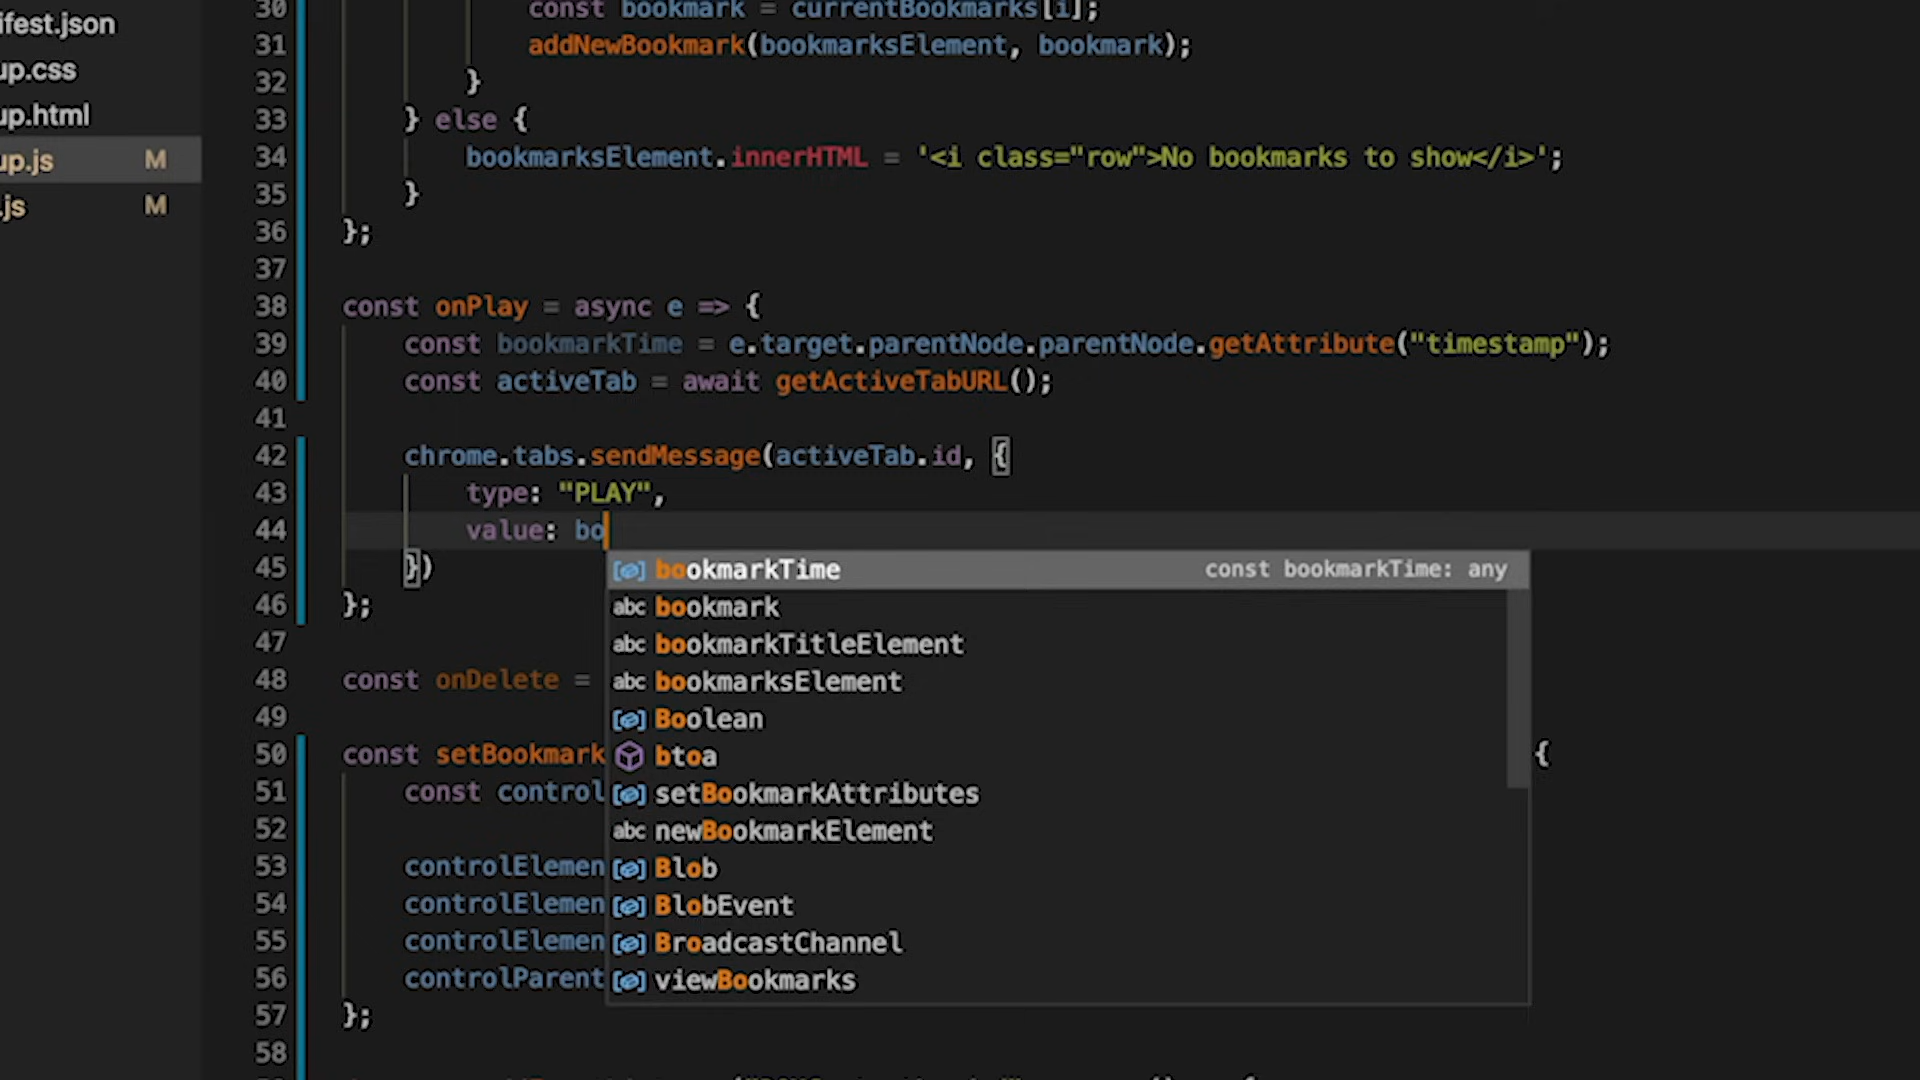 ifest.json
up.css
up.html
up.js M
.js M
30 const bookmark = currentBookmarks[i];
31 addNewBookmark(bookmarksElement, bookmark);
32 }
33 } else {
34 bookmarksElement.innerHTML = '<i class="row">No bookmarks to show</i>';
35 }
36 };
37
38 const onPlay = async e => {
39 const bookmarkTime = e.target.parentNode.parentNode.getAttribute("timestamp");
40 const activeTab = await getActiveTabURL();
41
42 chrome.tabs.sendMessage(activeTab.id, {
43 type: "PLAY",
44 value: bo
45 })
46 };
47
48 const onDelete =
49
50 const setBookmark {
51 const control
52
53 controlElemen
54 controlElemen
55 controlElemen
56 controlParent
57 };
58
bookmarkTime const bookmarkTime: any
abc bookmark
abc bookmarkTitleElement
abc bookmarksElement
Boolean
btoa
setBookmarkAttributes
abc newBookmarkElement
Blob
BlobEvent
BroadcastChannel
viewBookmarks